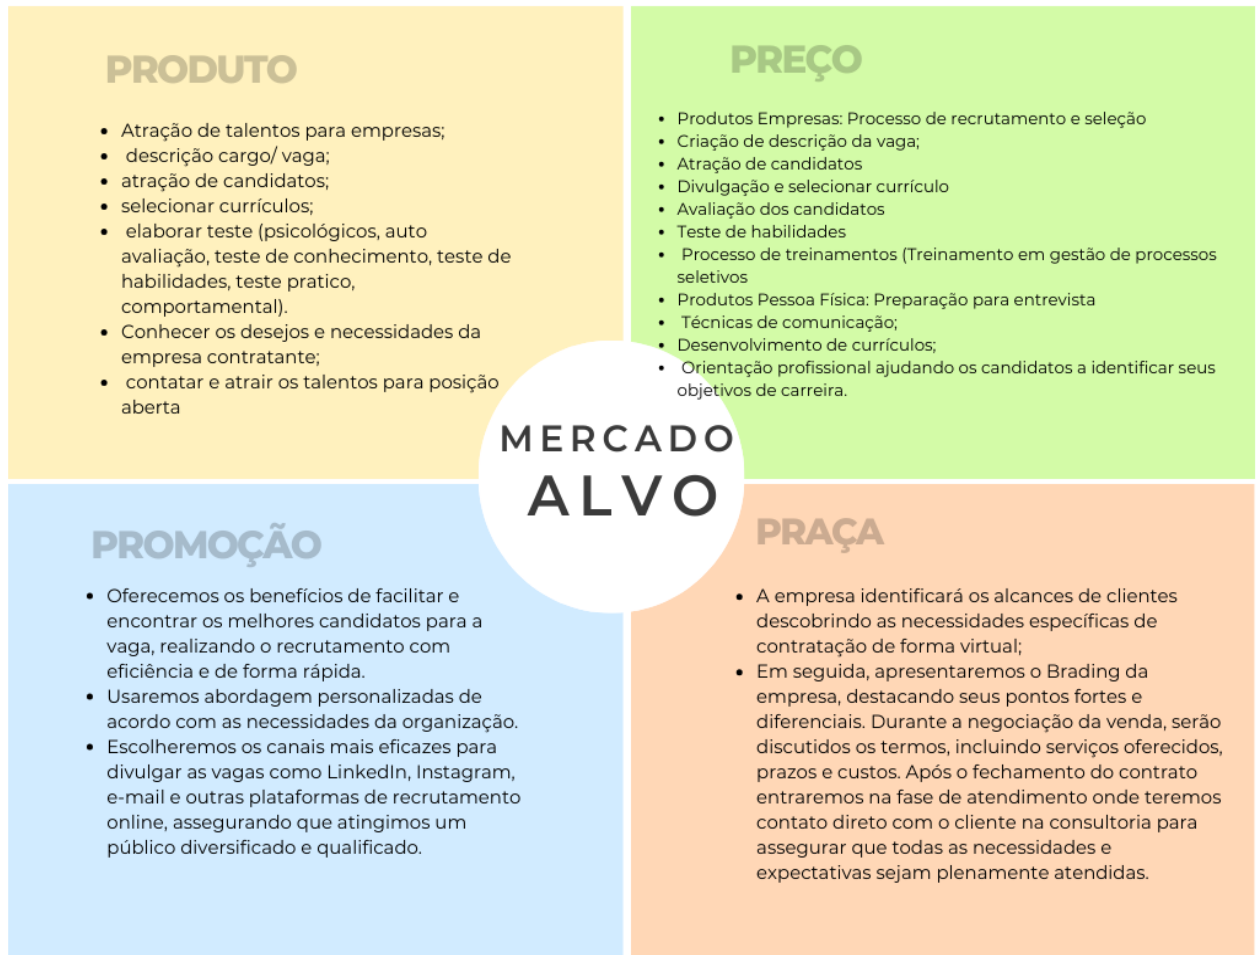 PRODUTO
• Atração de talentos para empresas;
• descrição cargo/ vaga;
• atração de candidatos;
• selecionar currículos;
• elaborar teste (psicológicos, auto
avaliação, teste de conhecimento, teste de
habilidades, teste pratico,
comportamental).
• Conhecer os desejos e necessidades da
empresa contratante;
• contatar e atrair os talentos para posição
aberta
PREÇO
• Produtos Empresas: Processo de recrutamento e seleção
• Criação de descrição da vaga;
• Atração de candidatos
• Divulgação e selecionar currículo
• Avaliação dos candidatos
• Teste de habilidades
• Processo de treinamentos (Treinamento em gestão de processos
seletivos
• Produtos Pessoa Física: Preparação para entrevista
• Técnicas de comunicação;
• Desenvolvimento de currículos;
• Orientação profissional ajudando os candidatos a identificar seus
objetivos de carreira.
MERCADO
ALVO
PROMOÇÃO
• Oferecemos os benefícios de facilitar e
encontrar os melhores candidatos para a
vaga, realizando o recrutamento com
eficiência e de forma rápida.
• Usaremos abordagem personalizadas de
acordo com as necessidades da organização.
• Escolheremos os canais mais eficazes para
divulgar as vagas como LinkedIn, Instagram,
e-mail e outras plataformas de recrutamento
online, assegurando que atingimos um
público diversificado e qualificado.
PRAÇA
• A empresa identificará os alcances de clientes
descobrindo as necessidades específicas de
contratação de forma virtual;
• Em seguida, apresentaremos o Brading da
empresa, destacando seus pontos fortes e
diferenciais. Durante a negociação da venda, serão
discutidos os termos, incluindo serviços oferecidos,
prazos e custos. Após o fechamento do contrato
entraremos na fase de atendimento onde teremos
contato direto com o cliente na consultoria para
assegurar que todas as necessidades e
expectativas sejam plenamente atendidas.